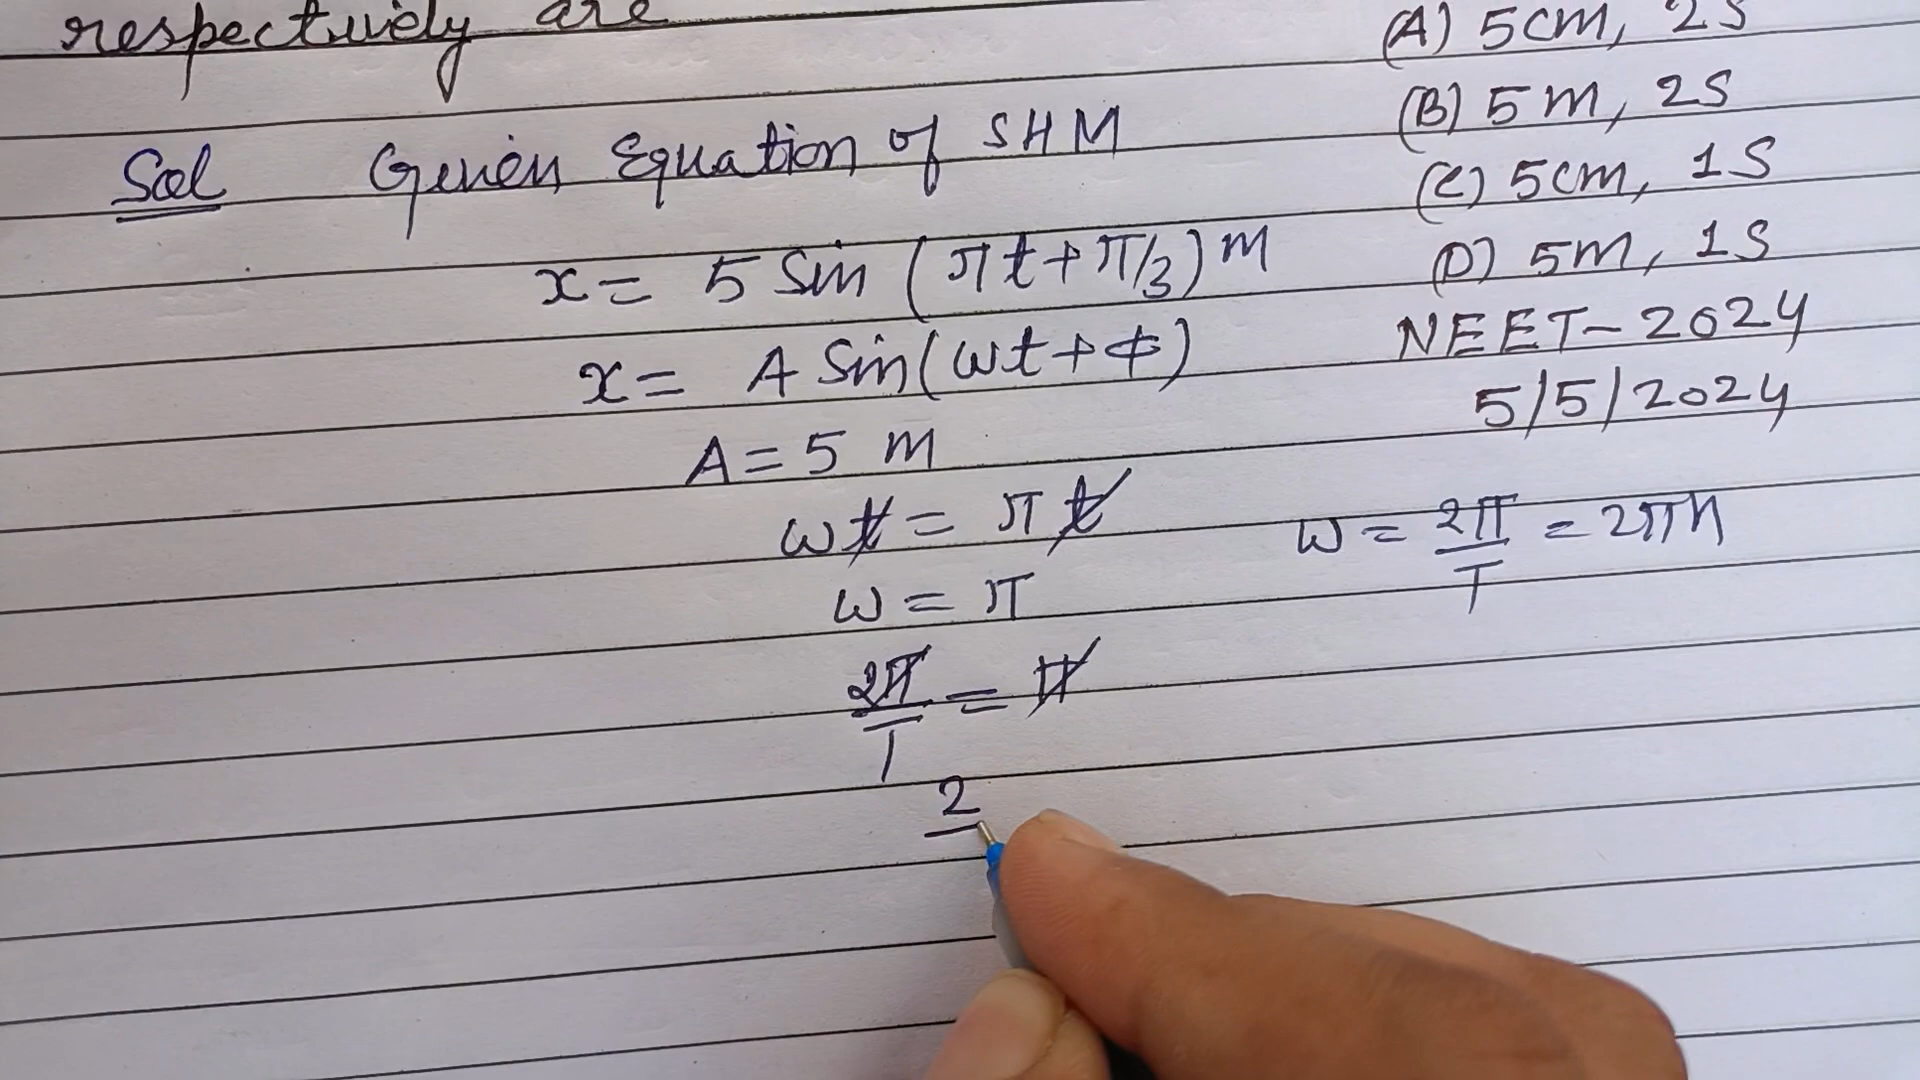 respectively are
(A) 5cm, 2S
(B) 5m, 2S
(C) 5cm, 1S
(D) 5m, 1S
NEET-2024
5/5/2024
Sol Given Equation of SHM
x = 5 Sin (πt+π/3) m
x = A Sin(ωt+ϕ)
A = 5 m
ωt = πt
ω = 2π/T = 2πn
ω = π
2π/T = π
2